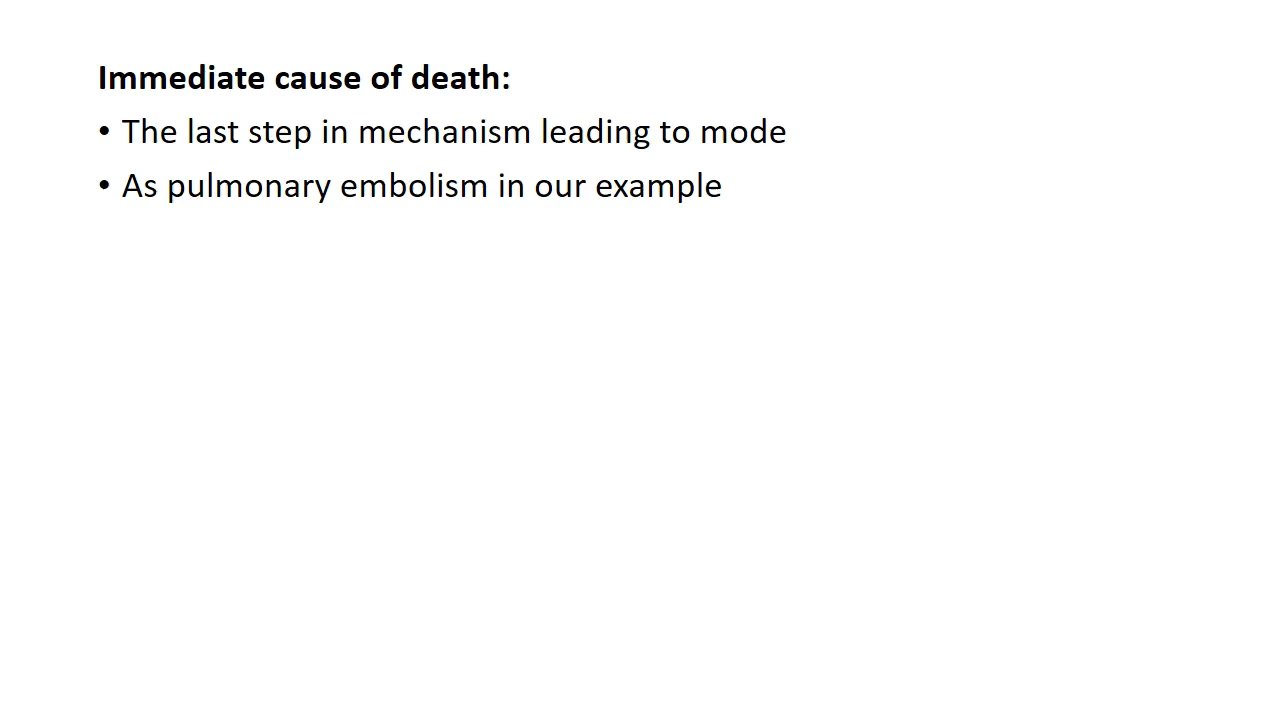 Immediate cause of death:
• The last step in mechanism leading to mode
• As pulmonary embolism in our example